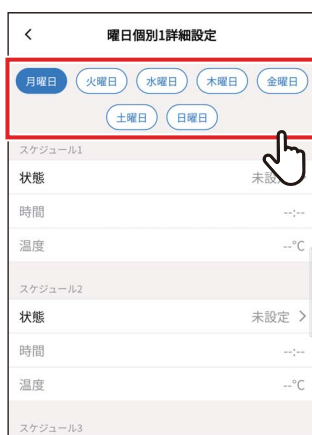 曜日個別1詳細設定
月曜日 火曜日 水曜日 木曜日 金曜日
土曜日 日曜日
スケジュール1
状態 未設
時間 --:--
温度 --°C
スケジュール2
状態 未設定
時間 --:--
温度 --°C
スケジュール3